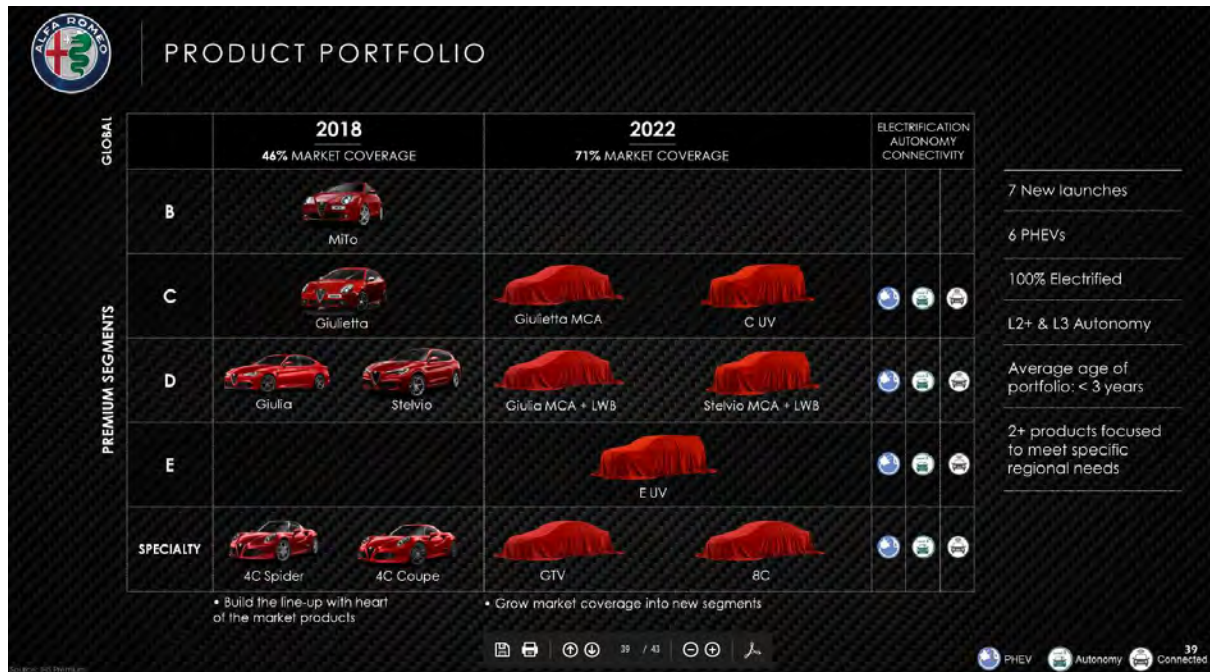 ALFA ROMEO
PRODUCT PORTFOLIO
GLOBAL
2018
46% MARKET COVERAGE
2022
71% MARKET COVERAGE
ELECTRIFICATION
AUTONOMY
CONNECTIVITY
PREMIUM SEGMENTS
B
MiTo
C
Giulietta
Giulietta MCA
C UV
D
Giulia
Stelvio
Giulia MCA + LWB
Stelvio MCA + LWB
E
E UV
SPECIALTY
4C Spider
4C Coupe
GTV
8C
• Build the line-up with heart
of the market products
• Grow market coverage into new segments
7 New launches
6 PHEVs
100% Electrified
L2+ & L3 Autonomy
Average age of
portfolio: < 3 years
2+ products focused
to meet specific
regional needs
39 / 43
39
PHEV Autonomy Connected
Source: IHS Premium